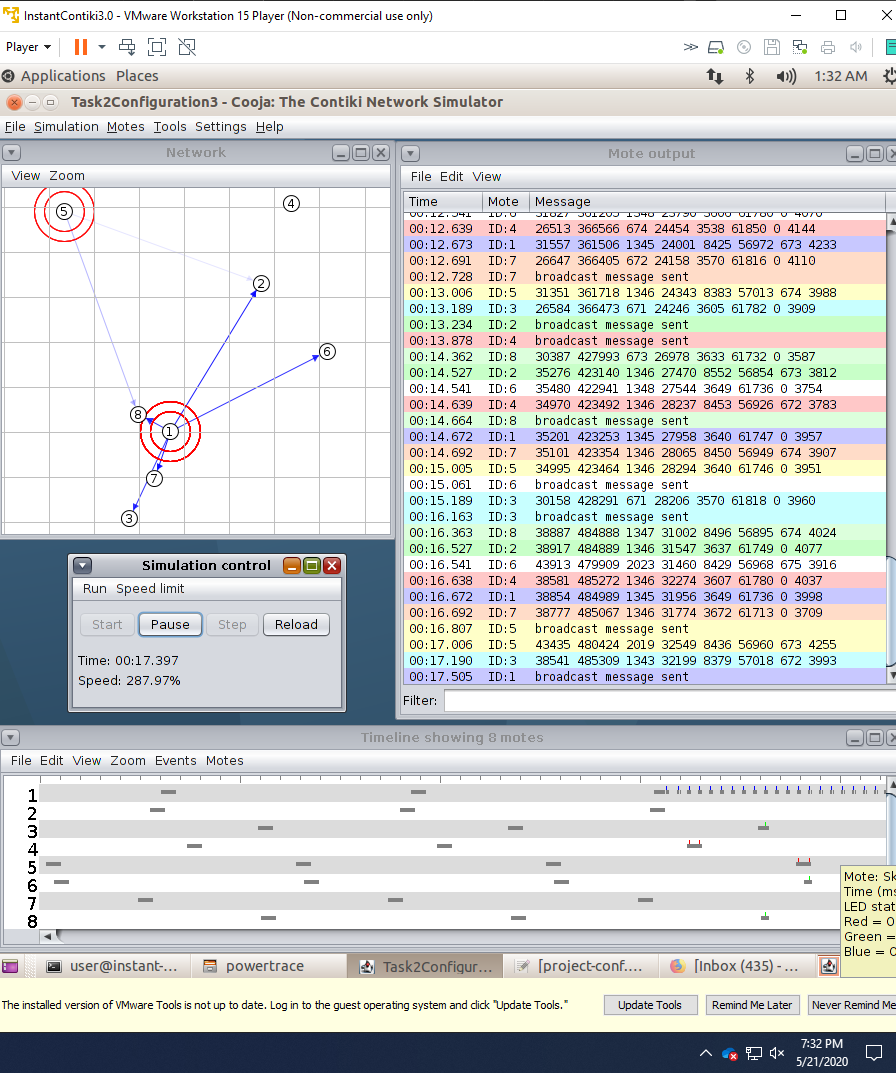 InstantContiki3.0 - VMware Workstation 15 Player (Non-commercial use only)
Player
Applications Places 1:32 AM
Task2Configuration3 - Cooja: The Contiki Network Simulator
File Simulation Motes Tools Settings Help
Network
View Zoom
5
4
2
6
8
1
7
3
Mote output
File Edit View
Time Mote Message
00:12.639 ID:4 26513 366566 674 24454 3538 61850 0 4144
00:12.673 ID:1 31557 361506 1345 24001 8425 56972 673 4233
00:12.691 ID:7 26647 366405 672 24158 3570 61816 0 4110
00:12.728 ID:7 broadcast message sent
00:13.006 ID:5 31351 361718 1346 24343 8383 57013 674 3988
00:13.189 ID:3 26584 366473 671 24246 3605 61782 0 3909
00:13.234 ID:2 broadcast message sent
00:13.878 ID:4 broadcast message sent
00:14.362 ID:8 30387 427993 673 26978 3633 61732 0 3587
00:14.527 ID:2 35276 423140 1346 27470 8552 56854 673 3812
00:14.541 ID:6 35480 422941 1348 27544 3649 61736 0 3754
00:14.639 ID:4 34970 423492 1346 28237 8453 56926 672 3783
00:14.664 ID:8 broadcast message sent
00:14.672 ID:1 35201 423253 1345 27958 3640 61747 0 3957
00:14.692 ID:7 35101 423354 1346 28065 8450 56949 674 3907
00:15.005 ID:5 34995 423464 1346 28294 3640 61746 0 3951
00:15.061 ID:6 broadcast message sent
00:15.189 ID:3 30158 428291 671 28206 3570 61818 0 3960
00:16.163 ID:3 broadcast message sent
00:16.363 ID:8 38887 484888 1347 31002 8496 56895 674 4024
00:16.527 ID:2 38917 484889 1346 31547 3637 61749 0 4077
00:16.541 ID:6 43913 479909 2023 31460 8429 56968 675 3916
00:16.638 ID:4 38581 485272 1346 32274 3607 61780 0 4037
00:16.672 ID:1 38854 484989 1345 31956 3649 61736 0 3998
00:16.692 ID:7 38777 485067 1346 31774 3672 61713 0 3709
00:16.807 ID:5 broadcast message sent
00:17.006 ID:5 43435 480424 2019 32549 8436 56960 673 4255
00:17.190 ID:3 38541 485309 1343 32199 8379 57018 672 3993
00:17.505 ID:1 broadcast message sent
Filter:
Simulation control
Run Speed limit
Start Pause Step Reload
Time: 00:17.397
Speed: 287.97%
Timeline showing 8 motes
File Edit View Zoom Events Motes
1
2
3
4
5
6
7
8
Mote: Sk
Time (ms
LED stat
Red = 0
Green =
Blue = 0
user@instant-... powertrace Task2Configur... [project-conf.... [Inbox (435) - ...
The installed version of VMware Tools is not up to date. Log in to the guest operating system and click "Update Tools."
Update Tools Remind Me Later Never Remind Me
7:32 PM
5/21/2020